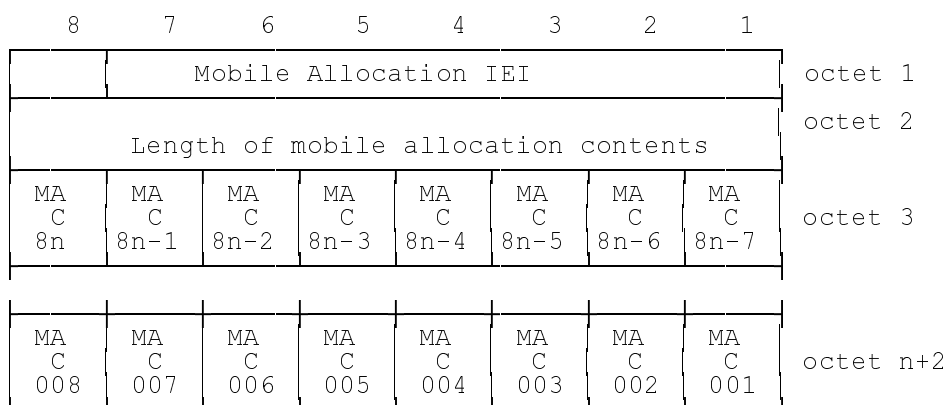 8 7 6 5 4 3 2 1
Mobile Allocation IEI octet 1
octet 2
Length of mobile allocation contents
MA MA MA MA MA MA MA MA
C C C C C C C C octet 3
8n 8n-1 8n-2 8n-3 8n-4 8n-5 8n-6 8n-7
MA MA MA MA MA MA MA MA
C C C C C C C C octet n+2
008 007 006 005 004 003 002 001